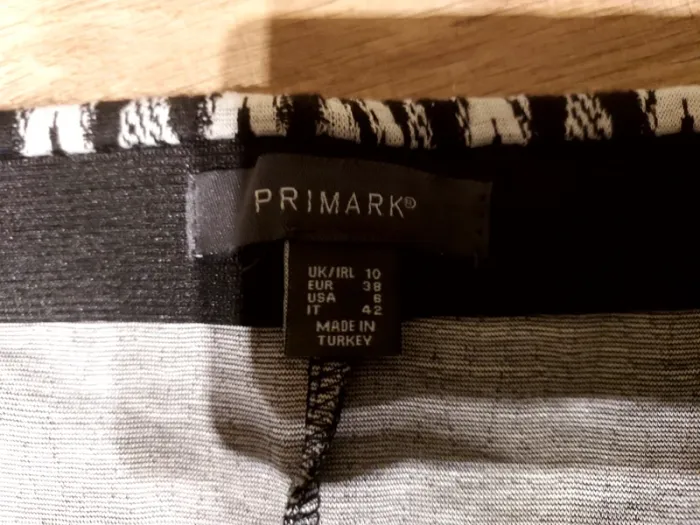 PRIMARK®
UK/IRL 10
EUR 38
USA 6
IT 42
MADE IN
TURKEY